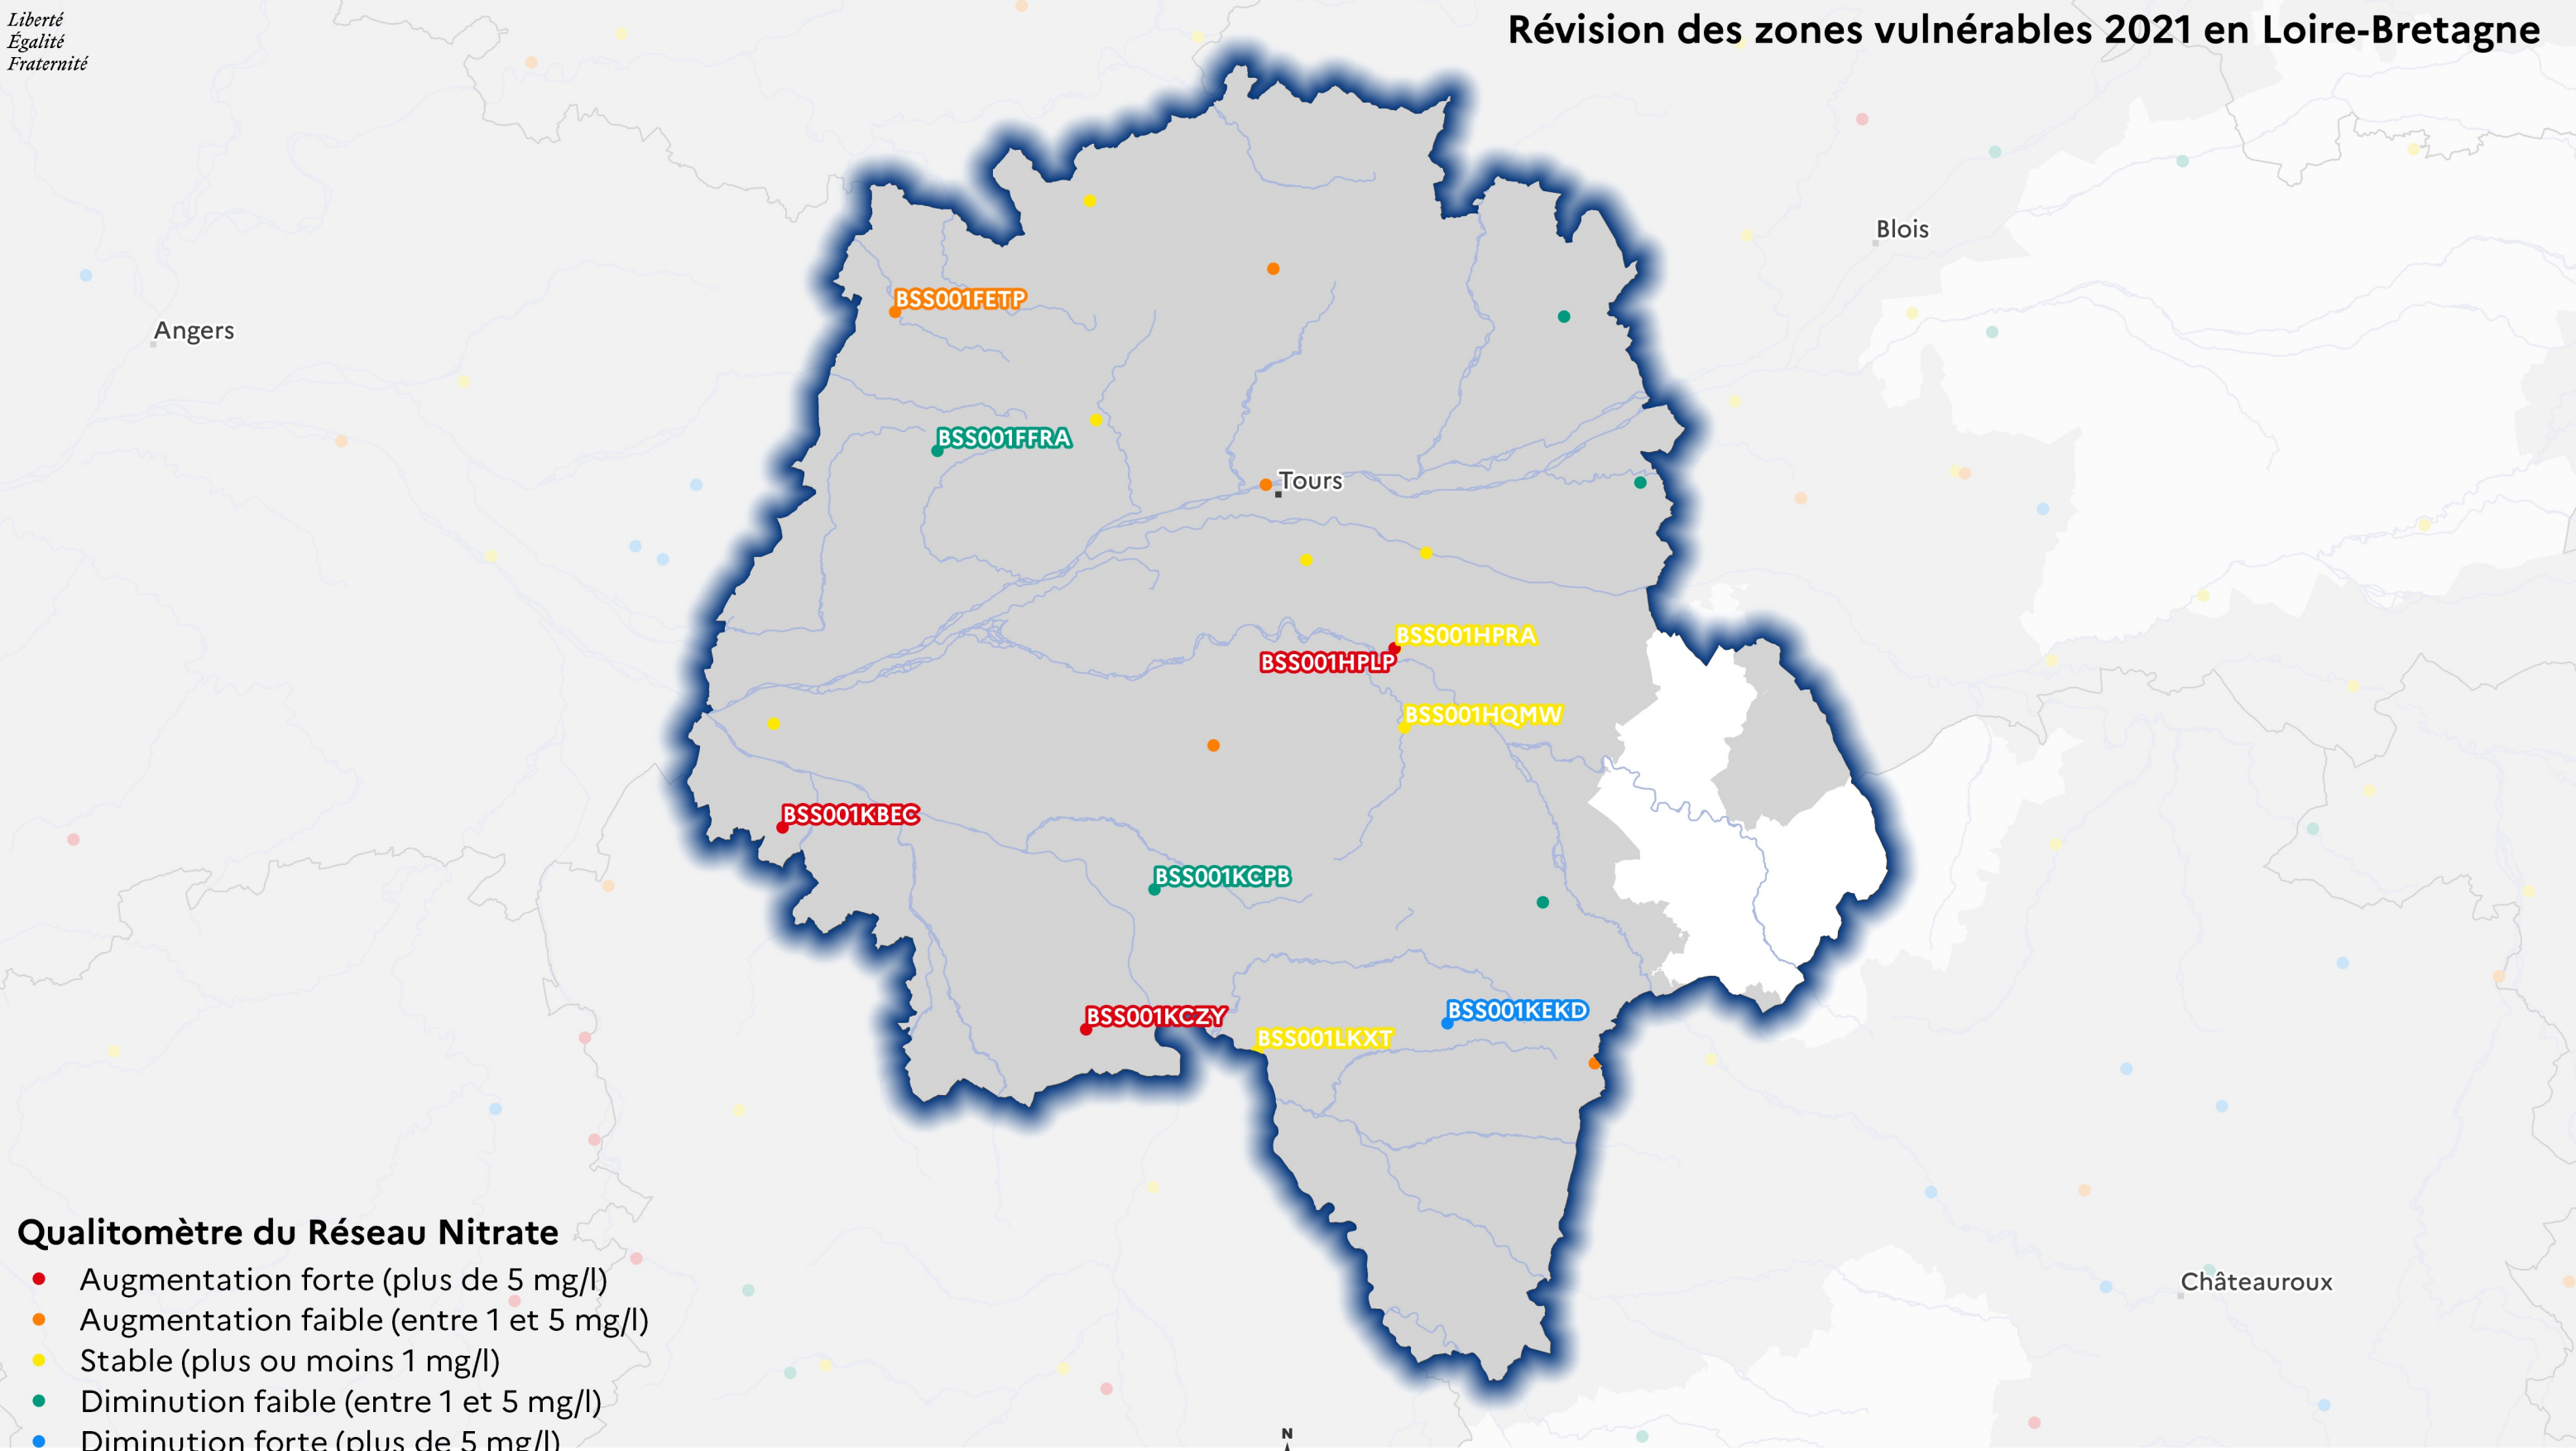 Liberté
Égalité
Fraternité
Révision des zones vulnérables 2021 en Loire-Bretagne
Blois
BSS001FETP
Angers
BSS001FFRA
Tours
BSS001HPRA
BSS001HPLP
BSS001HQMW
BSS001KBEC
BSS001KCPB
BSS001KEKD
BSS001KCZY
BSS001LKXT
Qualitomètre du Réseau Nitrate
Augmentation forte (plus de 5 mg/l)
Augmentation faible (entre 1 et 5 mg/l)
Stable (plus ou moins 1 mg/l)
Diminution faible (entre 1 et 5 mg/l)
Diminution forte (plus de 5 mg/l)
Châteauroux
N